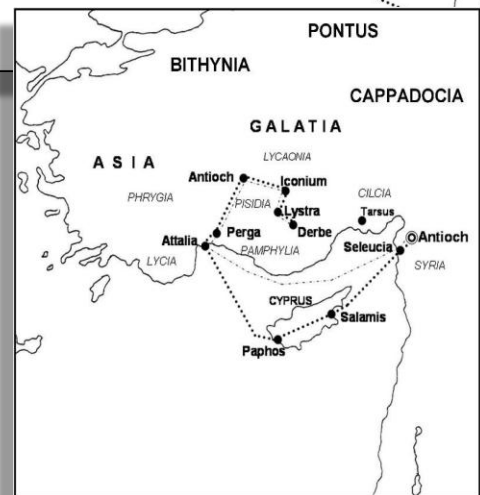 PONTUS
BITHYNIA
CAPPADOCIA
GALATIA
LYCAONIA
ASIA
Antioch
Iconium
CILCIA
PHRYGIA
PISIDIA
Lystra
Tarsus
Perga
Derbe
Antioch
Attalia
PAMPHYLIA
Seleucia
LYCIA
SYRIA
CYPRUS
Salamis
Paphos